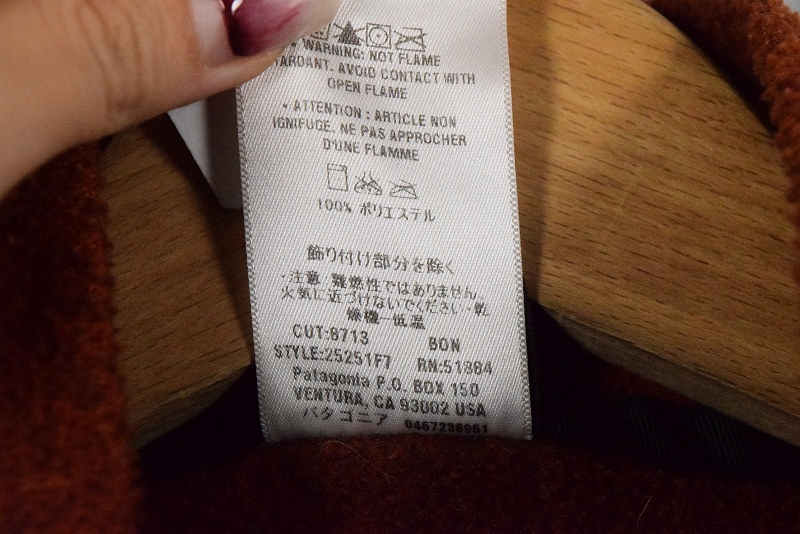 WARNING: NOT FLAME
ARDANT. AVOID CONTACT WITH
OPEN FLAME
• ATTENTION : ARTICLE NON
IGNIFUGE. NE PAS APPROCHER
D'UNE FLAMME
100% ポリエステル
飾り付け部分を除く
・注意 難燃性ではありません
火気に近づけないでください・乾
燥機一低温
CUT:8713 BON
STYLE:25251F7 RN:51884
Patagonia P.O. BOX 150
VENTURA, CA 93002 USA
パタゴニア 0467238961